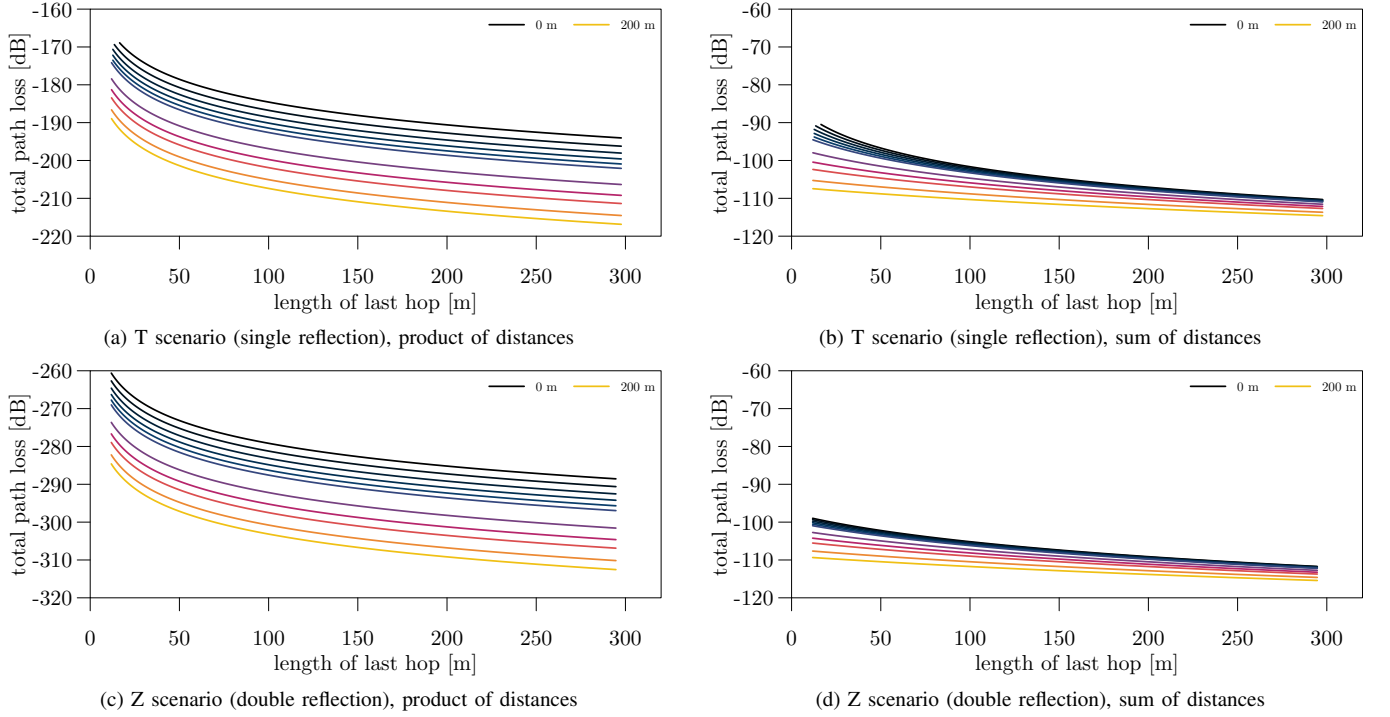 total path loss [dB]
-160
-170
-180
-190
-200
-210
-220
0 m
200 m
0 50 100 150 200 250 300
length of last hop [m]
(a) T scenario (single reflection), product of distances
total path loss [dB]
-60
-70
-80
-90
-100
-110
-120
0 m
200 m
0 50 100 150 200 250 300
length of last hop [m]
(b) T scenario (single reflection), sum of distances
total path loss [dB]
-260
-270
-280
-290
-300
-310
-320
0 m
200 m
0 50 100 150 200 250 300
length of last hop [m]
(c) Z scenario (double reflection), product of distances
total path loss [dB]
-60
-70
-80
-90
-100
-110
-120
0 m
200 m
0 50 100 150 200 250 300
length of last hop [m]
(d) Z scenario (double reflection), sum of distances